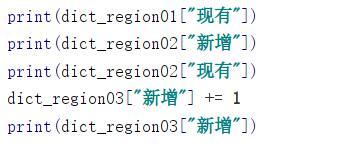 print(dict_region01["现有"])
print(dict_region02["新增"])
print(dict_region02["现有"])
dict_region03["新增"] += 1
print(dict_region03["新增"])